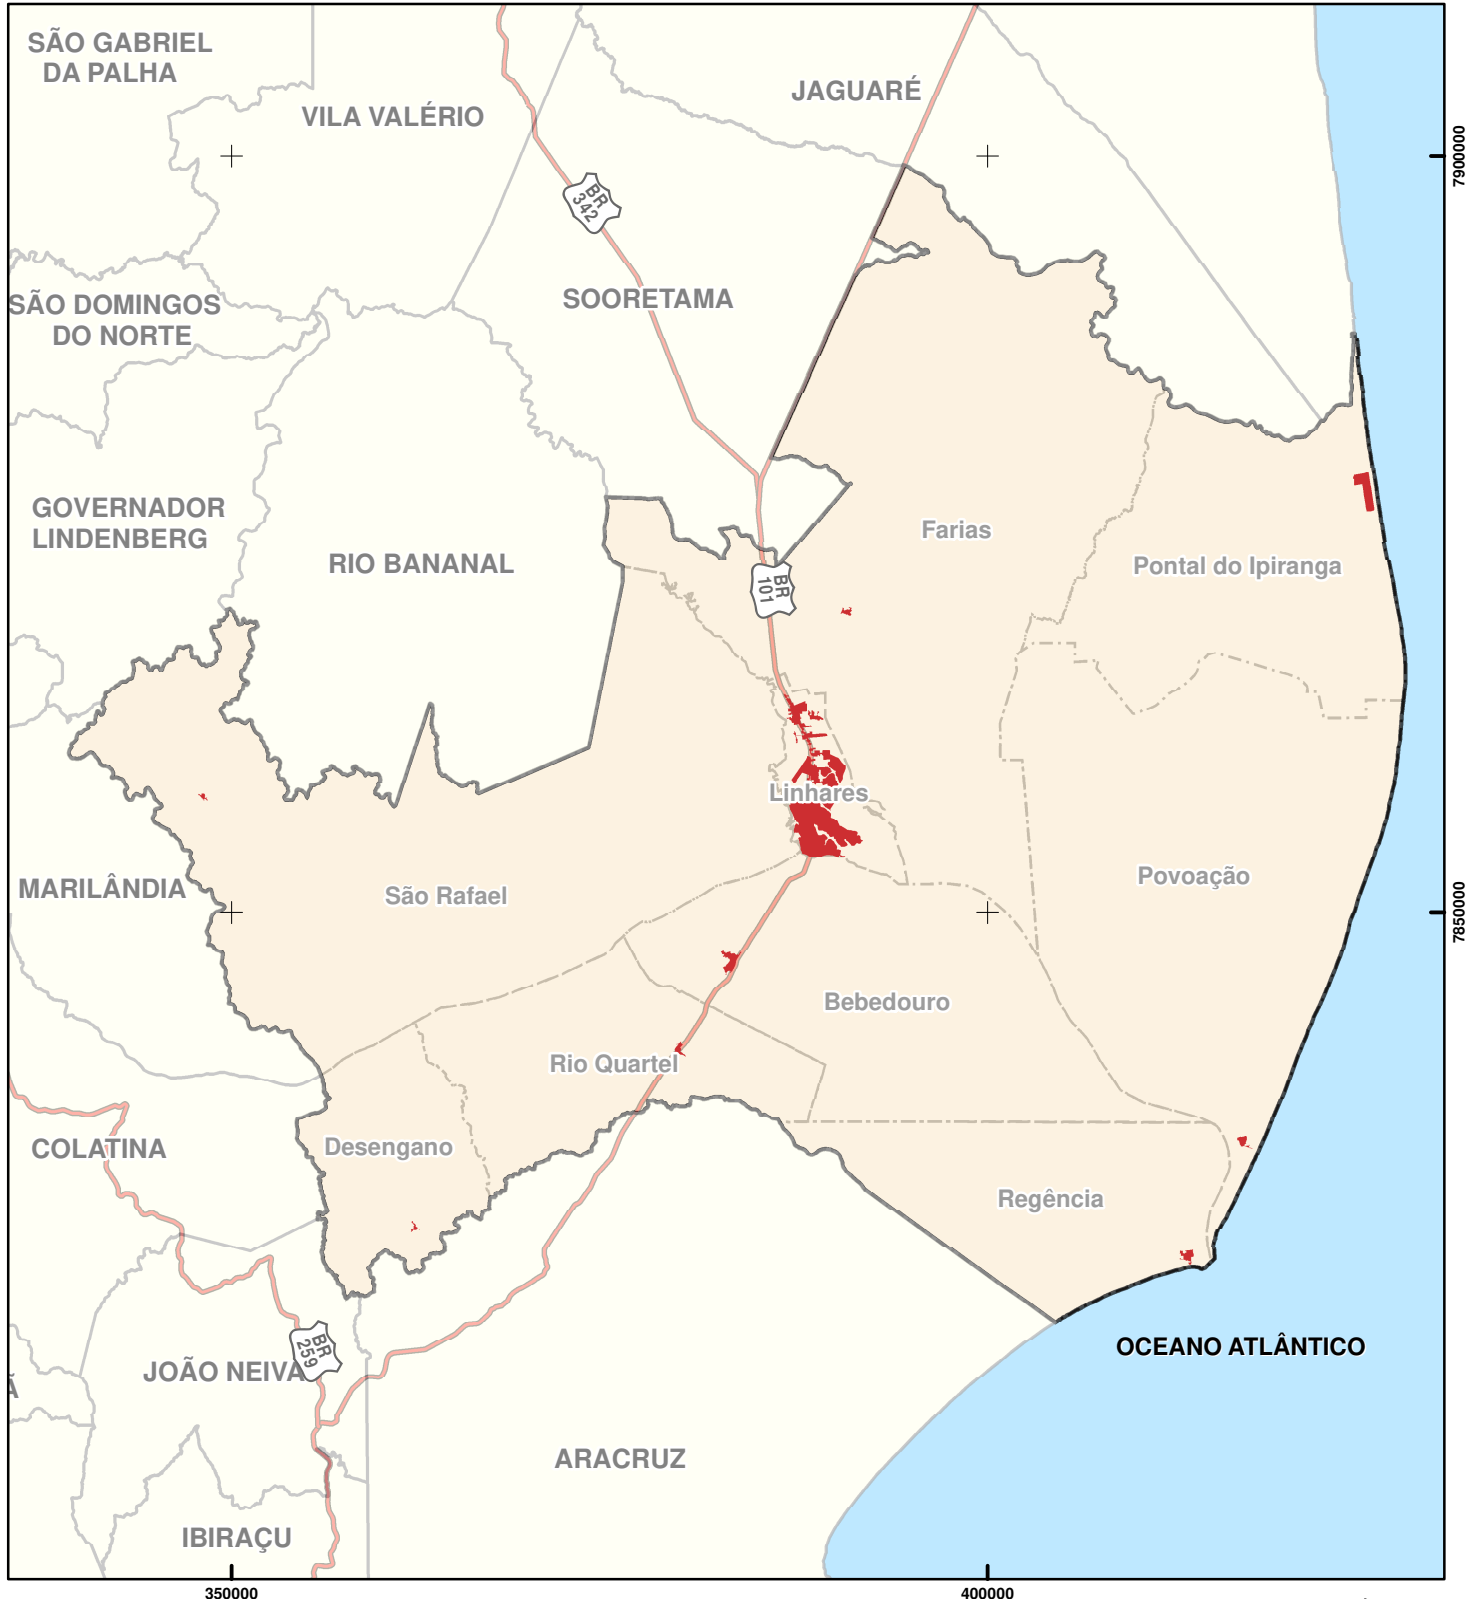 SÃO GABRIEL
DA PALHA
JAGUARÉ
VILA VALÉRIO
7900000
BR
342
SÃO DOMINGOS
DO NORTE
SOORETAMA
GOVERNADOR
LINDENBERG
RIO BANANAL
Farias
Pontal do Ipiranga
BR
101
Linhares
MARILÂNDIA
São Rafael
Povoação
7850000
Bebedouro
Rio Quartel
COLATINA
Desengano
Regência
OCEANO ATLÂNTICO
BR
259
JOÃO NEIVA
Ã
ARACRUZ
IBIRAÇU
350000
400000